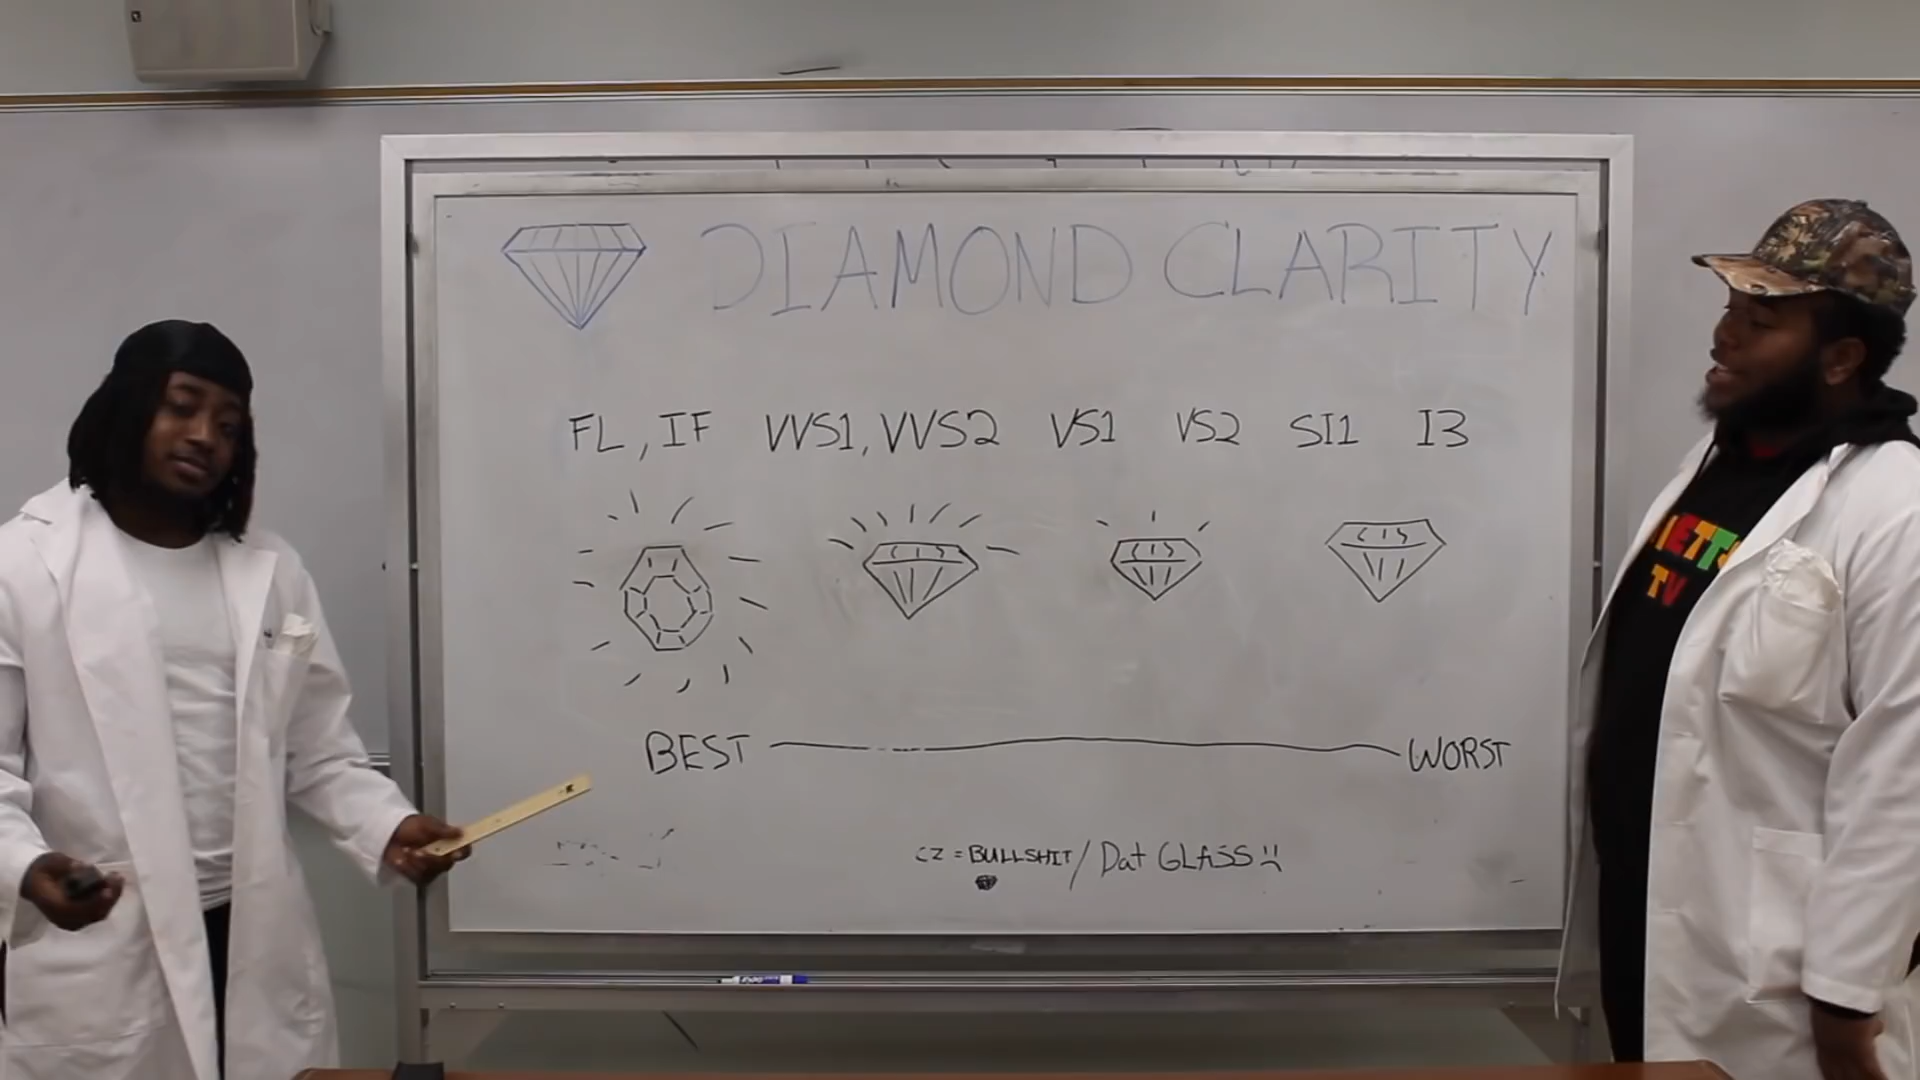 DIAMOND CLARITY
FL, IF VVS1, VVS2 VS1 VS2 SI1 I3
BEST WORST
CZ = BULLSHIT / Dat GLASS :(
TV